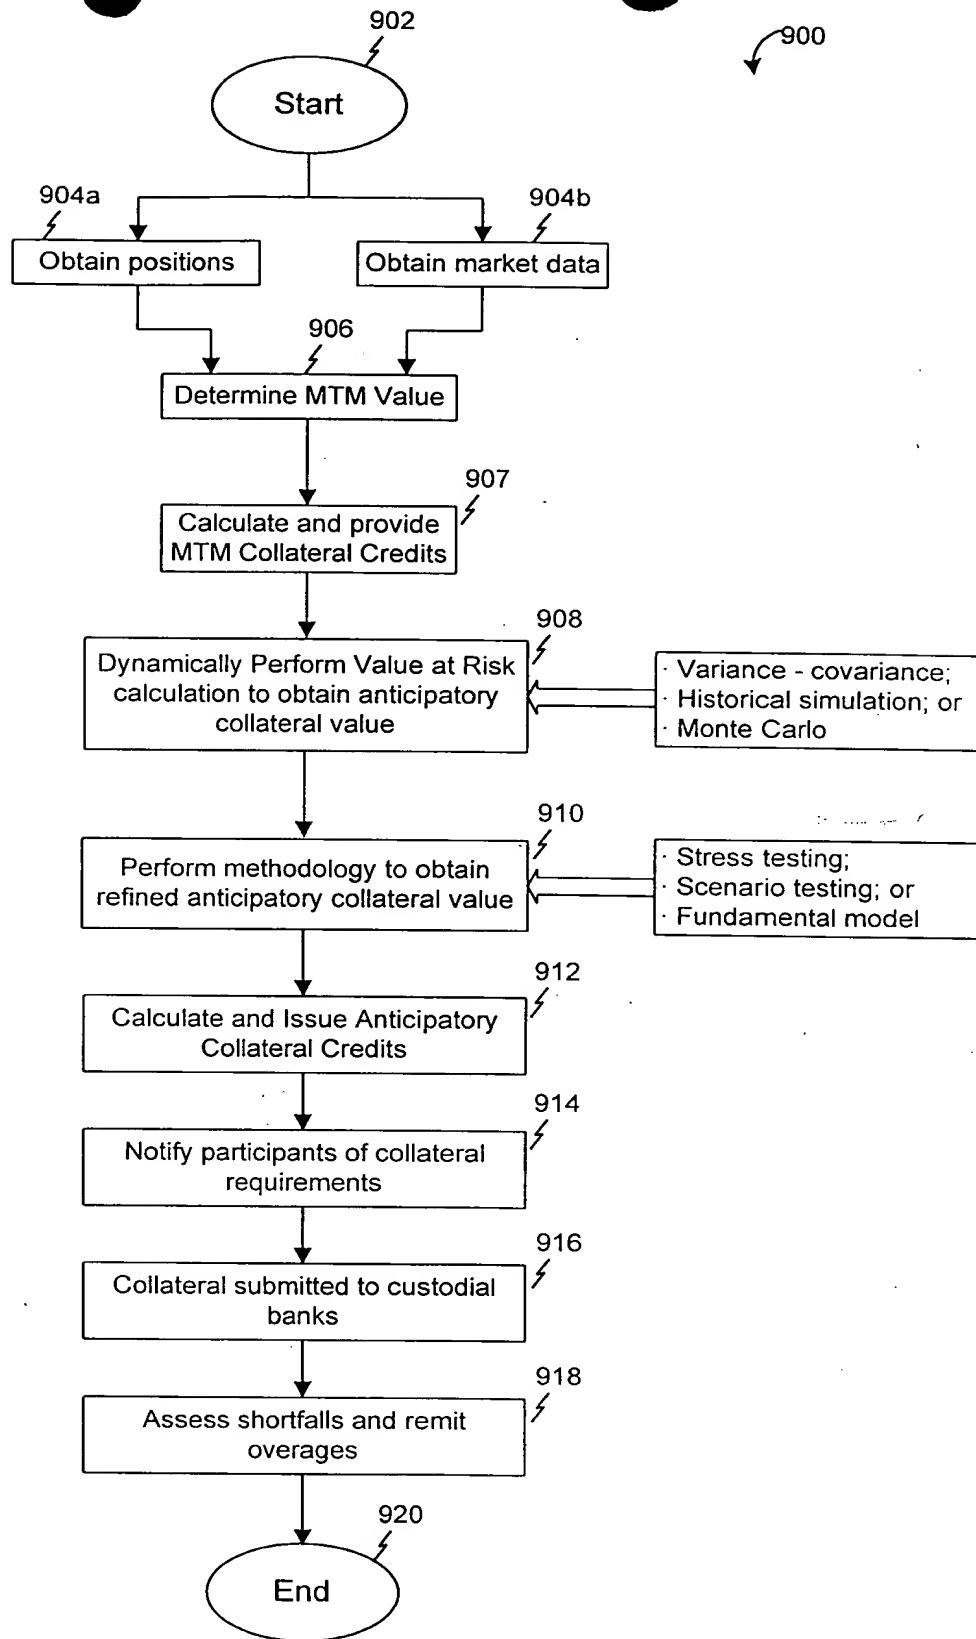 902
900
Start
904a
904b
Obtain positions
Obtain market data
906
Determine MTM Value
907
Calculate and provide
MTM Collateral Credits
908
Dynamically Perform Value at Risk
calculation to obtain anticipatory
collateral value
· Variance - covariance;
· Historical simulation; or
· Monte Carlo
910
Perform methodology to obtain
refined anticipatory collateral value
· Stress testing;
· Scenario testing; or
· Fundamental model
912
Calculate and Issue Anticipatory
Collateral Credits
914
Notify participants of collateral
requirements
916
Collateral submitted to custodial
banks
918
Assess shortfalls and remit
overages
920
End